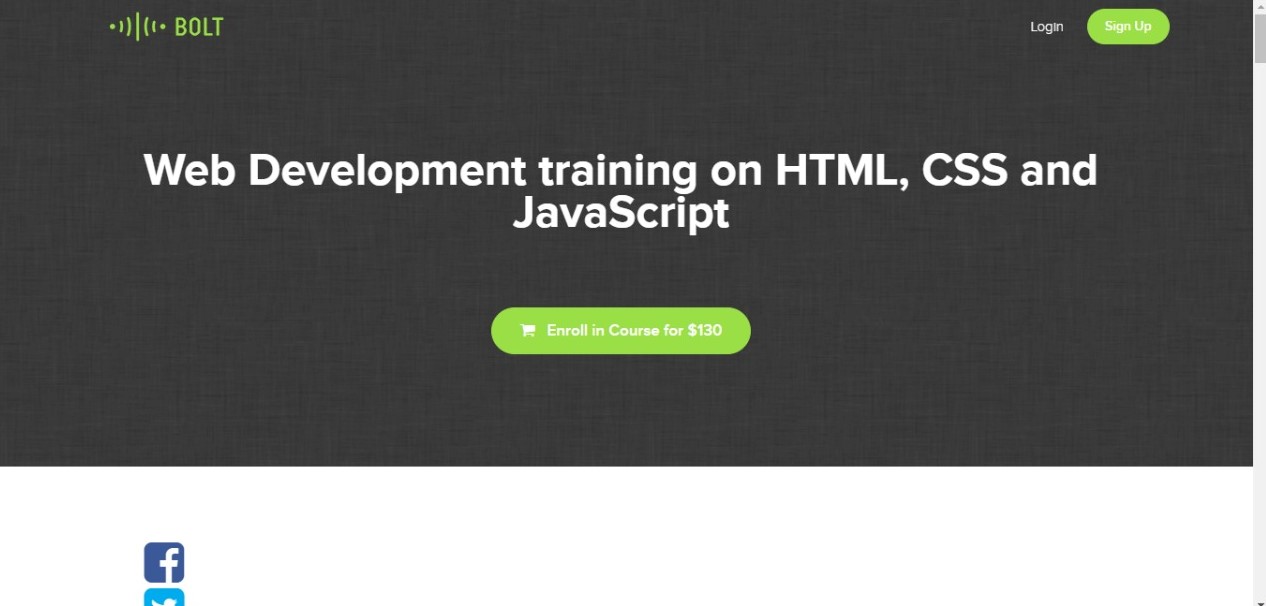 BOLT
Login
Sign Up
Web Development training on HTML, CSS and
JavaScript
Enroll in Course for $130